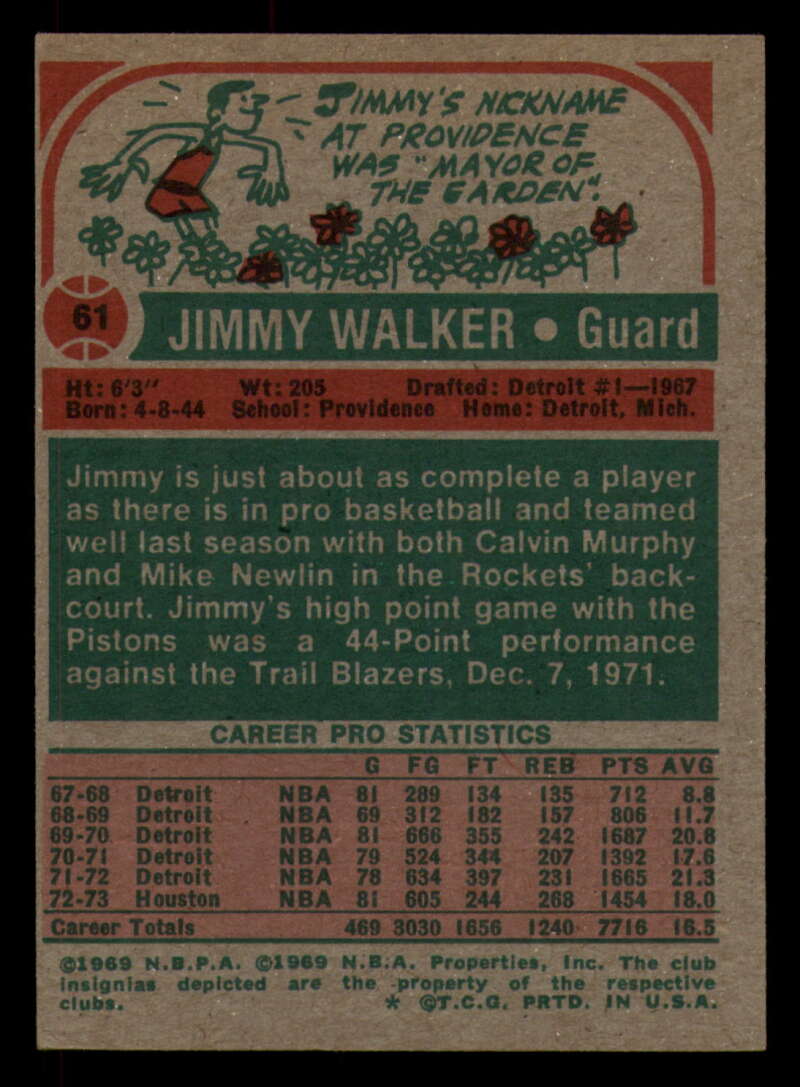 JIMMY'S NICKNAME
AT PROVIDENCE
WAS "MAYOR OF
THE GARDEN".
61
JIMMY WALKER • Guard
Ht: 6'3" Wt: 205 Drafted: Detroit #1—1967
Born: 4-8-44 School: Providence Home: Detroit, Mich.
Jimmy is just about as complete a player
as there is in pro basketball and teamed
well last season with both Calvin Murphy
and Mike Newlin in the Rockets' back-
court. Jimmy's high point game with the
Pistons was a 44-Point performance
against the Trail Blazers, Dec. 7, 1971.
CAREER PRO STATISTICS
G FG FT REB PTS AVG
67-68 Detroit NBA 81 289 134 135 712 8.8
68-69 Detroit NBA 69 312 182 157 806 11.7
69-70 Detroit NBA 81 666 355 242 1687 20.8
70-71 Detroit NBA 79 524 344 207 1392 17.6
71-72 Detroit NBA 78 634 397 231 1665 21.3
72-73 Houston NBA 81 605 244 268 1454 18.0
Career Totals 469 3030 1656 1240 7716 16.5
©1969 N.B.P.A. ©1969 N.B.A. Properties, Inc. The club
insignias depicted are the property of the respective
clubs. * ©T.C.G. PRTD. IN U.S.A.